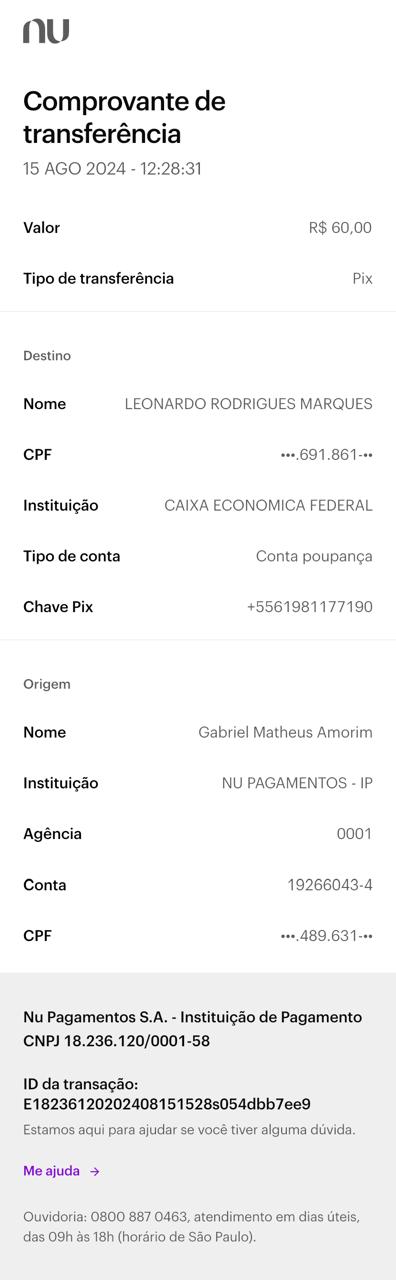 nu
Comprovante de
transferência
15 AGO 2024 - 12:28:31
Valor R$ 60,00
Tipo de transferência Pix
Destino
Nome LEONARDO RODRIGUES MARQUES
CPF •••.691.861-••
Instituição CAIXA ECONOMICA FEDERAL
Tipo de conta Conta poupança
Chave Pix +5561981177190
Origem
Nome Gabriel Matheus Amorim
Instituição NU PAGAMENTOS - IP
Agência 0001
Conta 19266043-4
CPF •••.489.631-••
Nu Pagamentos S.A. - Instituição de Pagamento
CNPJ 18.236.120/0001-58
ID da transação:
E18236120202408151528s054dbb7ee9
Estamos aqui para ajudar se você tiver alguma dúvida.
Me ajuda →
Ouvidoria: 0800 887 0463, atendimento em dias úteis,
das 09h às 18h (horário de São Paulo).